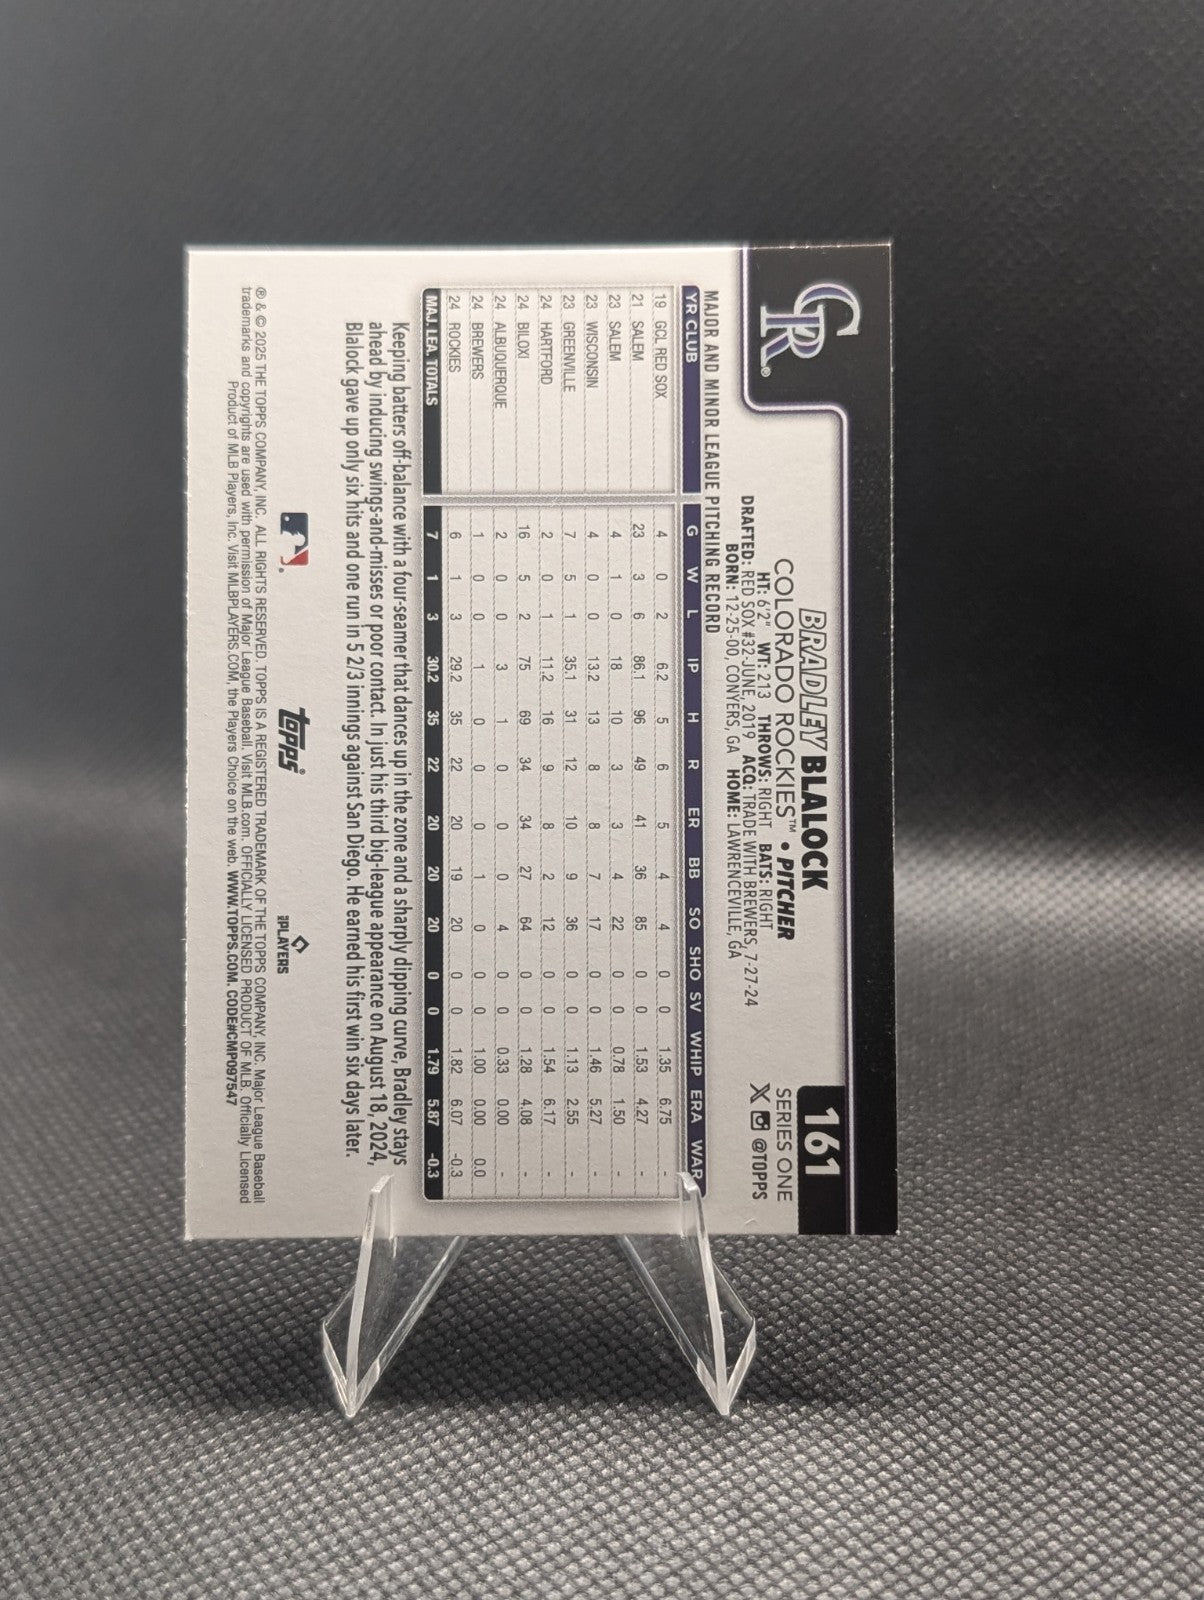 CR®
161
BRADLEY BLALOCK
COLORADO ROCKIES™ • PITCHER
SERIES ONE
HT: 6'2" WT: 213 THROWS: RIGHT BATS: RIGHT
@TOPPS
DRAFTED: RED SOX #32-JUNE, 2019 ACQ: TRADE WITH BREWERS, 7-27-24
BORN: 12-25-00, CONYERS, GA HOME: LAWRENCEVILLE, GA
MAJOR AND MINOR LEAGUE PITCHING RECORD
YR CLUB G W L IP H R ER BB SO SHO SV WHIP ERA WAR
19 GCL RED SOX 4 0 2 6.2 5 6 5 4 4 0 0 1.35 6.75 -
21 SALEM 23 3 6 86.1 96 49 41 36 85 0 0 1.53 4.27 -
23 SALEM 4 1 0 18 10 3 3 4 22 0 0 0.78 1.50 -
23 WISCONSIN 4 0 0 13.2 13 8 8 7 17 0 0 1.46 5.27 -
23 GREENVILLE 7 5 1 35.1 31 12 10 9 36 0 0 1.13 2.55 -
24 HARTFORD 2 0 1 11.2 16 9 8 2 12 0 0 1.54 6.17 -
24 BILOXI 16 5 2 75 69 34 34 27 64 0 0 1.28 4.08 -
24 ALBUQUERQUE 2 0 0 3 1 0 0 0 4 0 0 0.33 0.00 -
24 BREWERS 1 0 0 1 0 0 0 1 0 0 0 1.00 0.00 0.0
24 ROCKIES 6 1 3 29.2 35 22 20 19 20 0 0 1.82 6.07 -0.3
MAJ. LEA. TOTALS 7 1 3 30.2 35 22 20 20 20 0 0 1.79 5.87 -0.3
Keeping batters off-balance with a four-seamer that dances up in the zone and a sharply dipping curve, Bradley stays
ahead by inducing swings-and-misses or poor contact. In just his third big-league appearance on August 18, 2024,
Blalock gave up only six hits and one run in 5 2/3 innings against San Diego. He earned his first win six days later.
topps
MLB PLAYERS
® & © 2025 THE TOPPS COMPANY, INC. ALL RIGHTS RESERVED. TOPPS IS A REGISTERED TRADEMARK OF THE TOPPS COMPANY, INC. Major League Baseball
trademarks and copyrights are used with permission of Major League Baseball. Visit MLB.com. OFFICIALLY LICENSED PRODUCT OF MLB. Officially Licensed
Product of MLB Players, Inc. Visit MLBPLAYERS.COM, the Players Choice on the web. WWW.TOPPS.COM. CODE#CMP097547